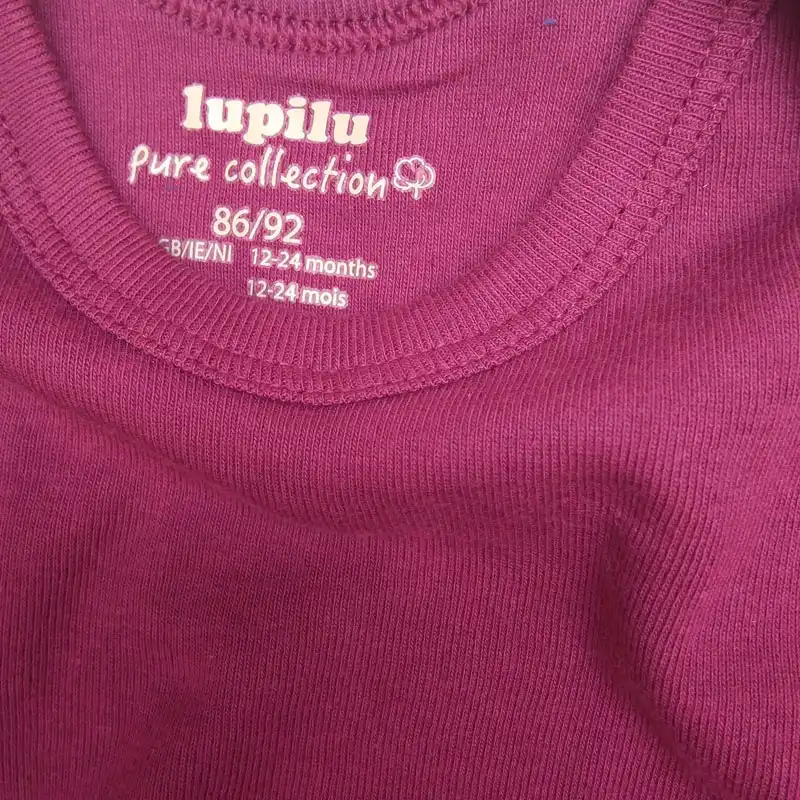 lupilu
pure collection
86/92
GB/IE/NI 12-24 months
12-24 mois